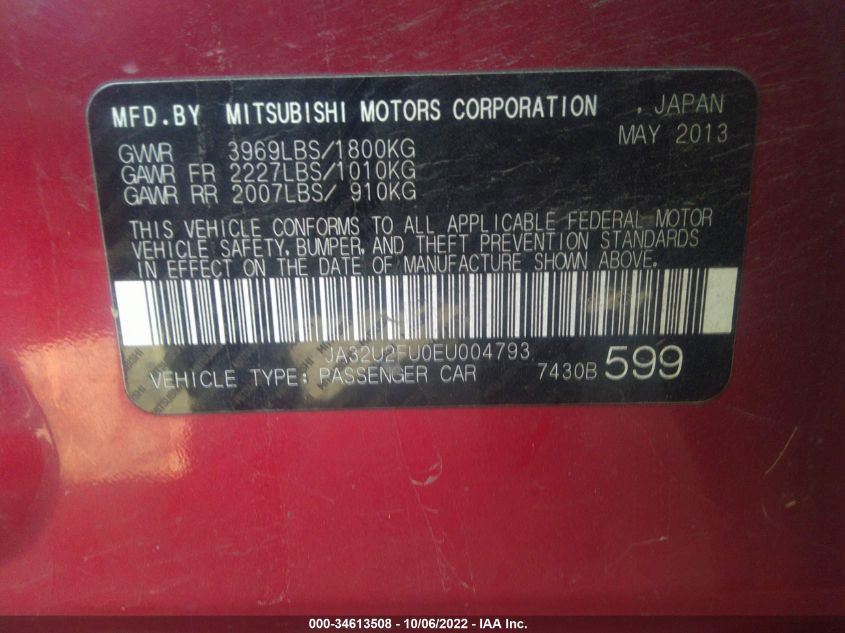 MFD.BY MITSUBISHI MOTORS CORPORATION , JAPAN
MAY 2013
GVWR 3969LBS/1800KG
GAWR FR 2227LBS/1010KG
GAWR RR 2007LBS/ 910KG
THIS VEHICLE CONFORMS TO ALL APPLICABLE FEDERAL MOTOR
VEHICLE SAFETY, BUMPER, AND THEFT PREVENTION STANDARDS
IN EFFECT ON THE DATE OF MANUFACTURE SHOWN ABOVE.
JA32U2FU0EU004793
VEHICLE TYPE: PASSENGER CAR 7430B 599
000-34613508 - 10/06/2022 - IAA Inc.